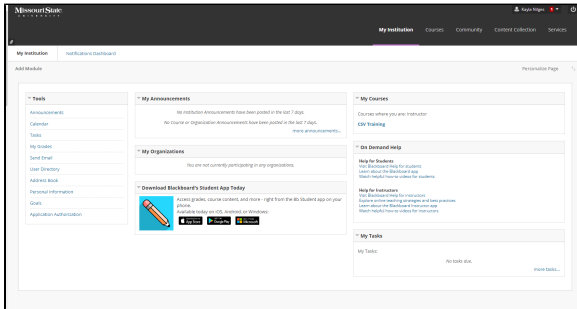 Missouri State
UNIVERSITY
Kayla Nilges
My Institution Courses Community Content Collection Services
My Institution Notifications Dashboard
Add Module Personalize Page
Tools
Announcements
Calendar
Tasks
My Grades
Send Email
User Directory
Address Book
Personal Information
Goals
Application Authorization
My Announcements
No Institution Announcements have been posted in the last 7 days.
No Course or Organization Announcements have been posted in the last 7 days.
more announcements...
My Organizations
You are not currently participating in any organizations.
Download Blackboard's Student App Today
Access grades, course content, and more - right from the Bb Student app on your
phone.
Available today on iOS, Android, or Windows:
App Store Google Play Microsoft
My Courses
Courses where you are: Instructor
CSV Training
On Demand Help
Help for Students
Visit Blackboard Help for students
Learn about the Blackboard app
Watch helpful how-to videos for students
Help for Instructors
Visit Blackboard Help for instructors
Explore online teaching strategies and best practices
Learn about the Blackboard Instructor app
Watch helpful how-to videos for instructors
My Tasks
My Tasks:
No tasks due.
more tasks...